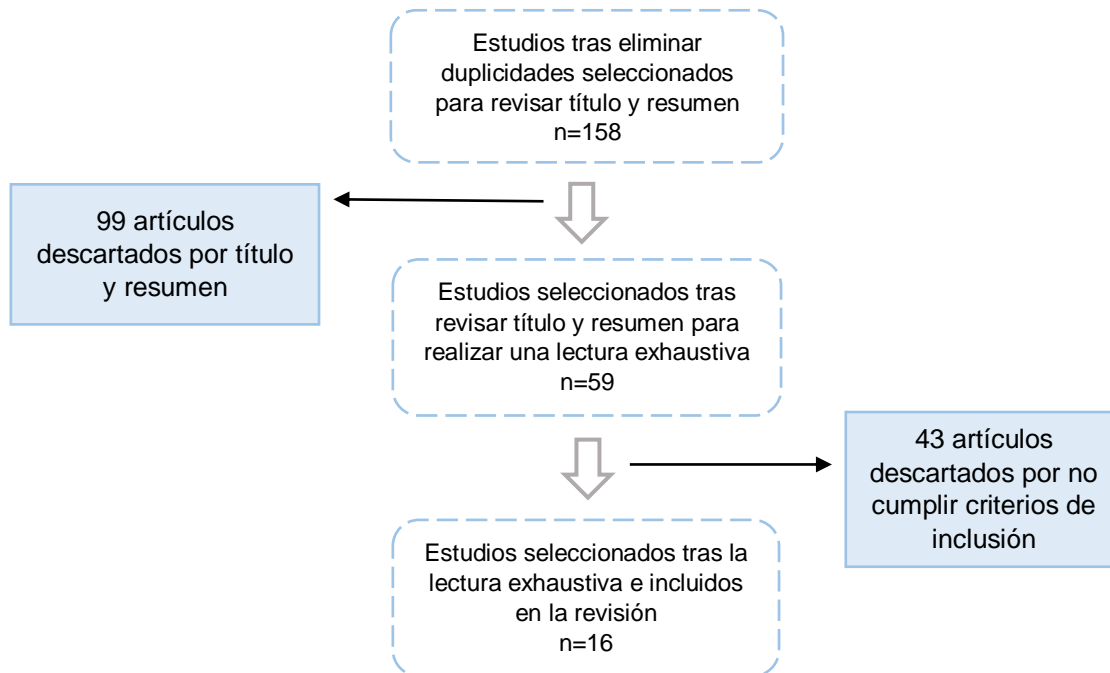 Estudios tras eliminar
duplicidades seleccionados
para revisar título y resumen
n=158
99 artículos
descartados por título
y resumen
Estudios seleccionados tras
revisar título y resumen para
realizar una lectura exhaustiva
n=59
43 artículos
descartados por no
cumplir criterios de
inclusión
Estudios seleccionados tras la
lectura exhaustiva e incluidos
en la revisión
n=16